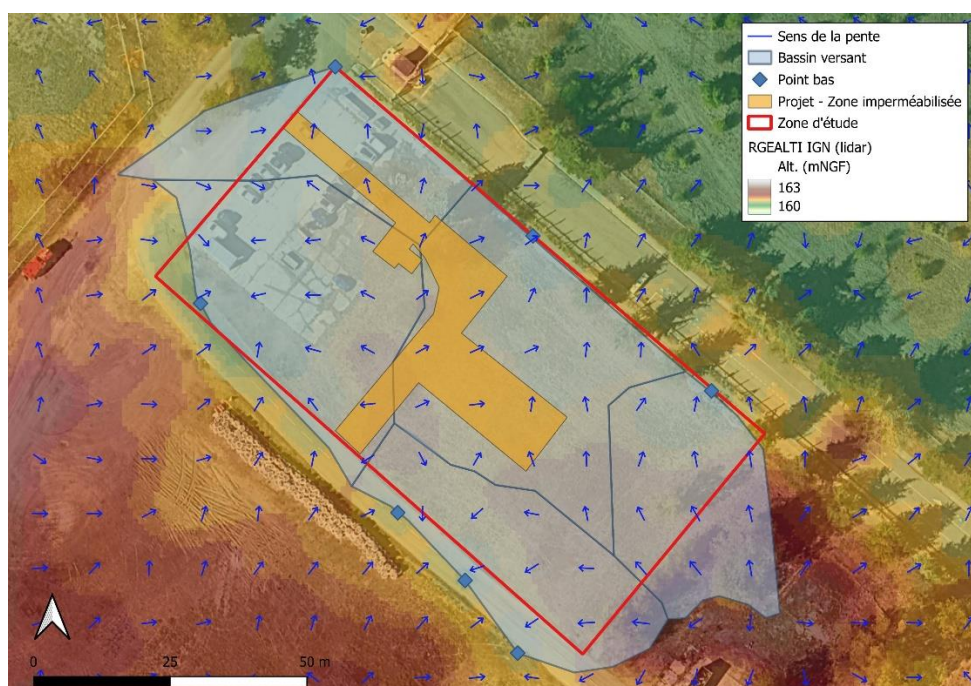 Sens de la pente
Bassin versant
Point bas
Projet - Zone imperméabilisée
Zone d'étude
RGEALTI IGN (lidar)
Alt. (mNGF)
163
160
0 25 50 m